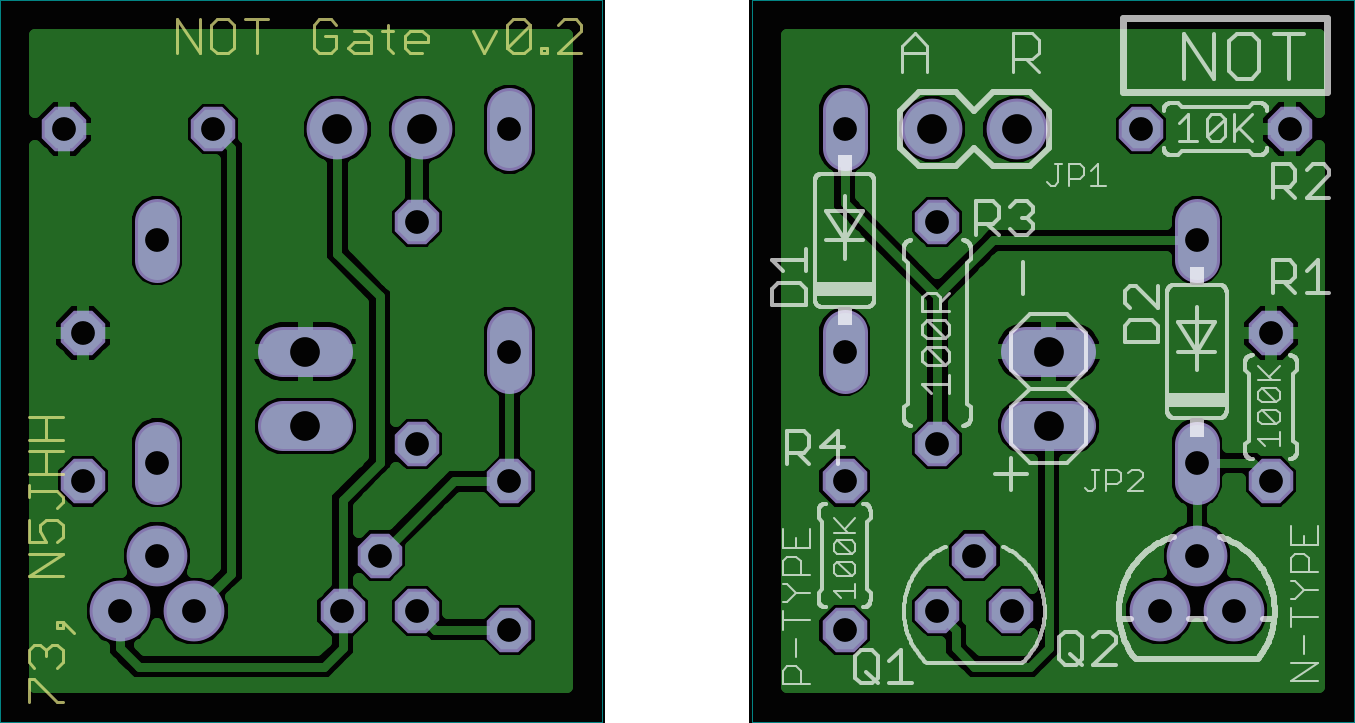 NOT Gate v0.2
73, N5JHH
NOT
A R
10K
JP1
R2
R3
D1
R1
-
D2
100R
100K
R4
+
JP2
P-TYPE
100K
N-TYPE
Q1
Q2